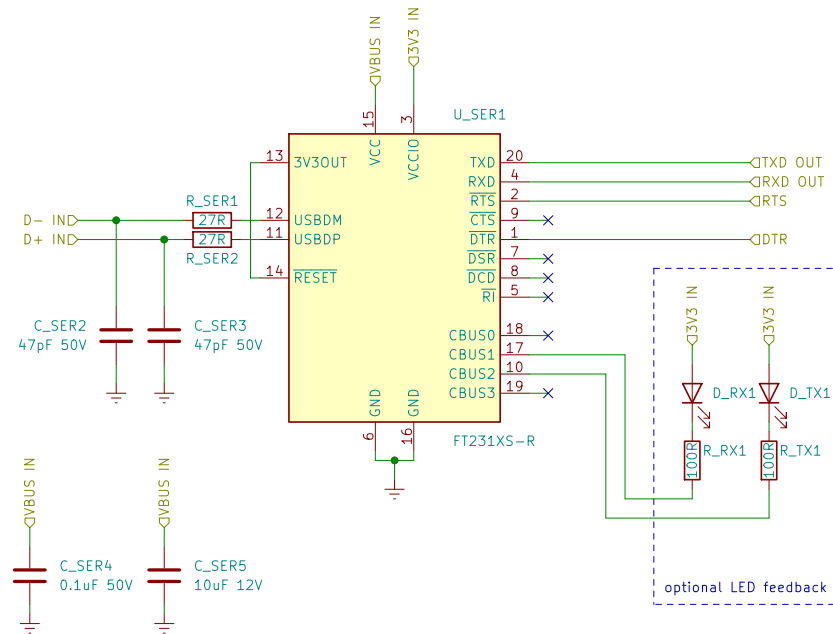 VBUS IN
3V3 IN
15
3
U_SER1
VCC
VCCIO
13
3V3OUT
TXD
20
TXD OUT
RXD
4
RXD OUT
R_SER1
RTS
2
RTS
D- IN
27R
12
USBDM
CTS
9
D+ IN
27R
11
USBDP
DTR
1
DTR
R_SER2
DSR
7
14
RESET
DCD
8
RI
5
3V3 IN
3V3 IN
C_SER2
47pF 50V
C_SER3
47pF 50V
CBUS0
18
CBUS1
17
CBUS2
10
CBUS3
19
D_RX1
D_TX1
GND
GND
6
16
FT231XS-R
100R
R_RX1
100R
R_TX1
VBUS IN
VBUS IN
C_SER4
0.1uF 50V
C_SER5
10uF 12V
optional LED feedback